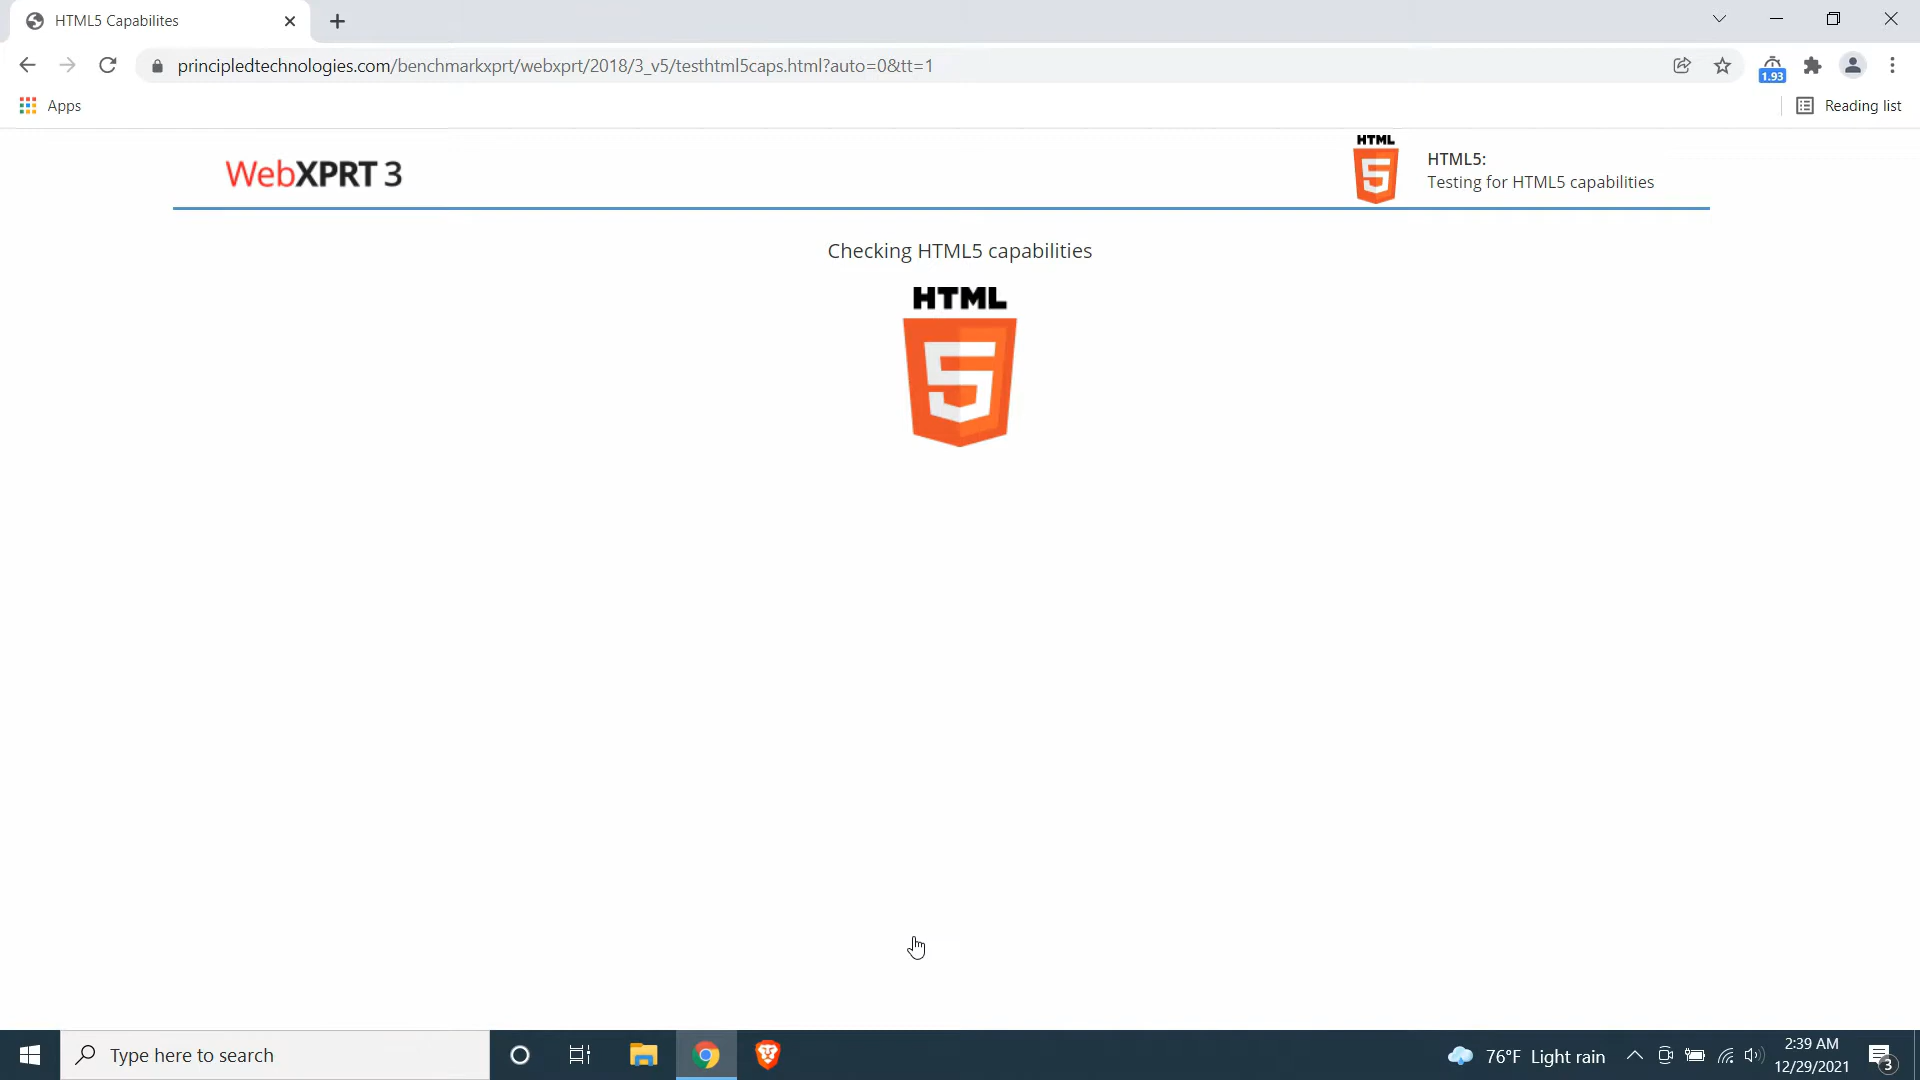 HTML5 Capabilites
principledtechnologies.com/benchmarkxprt/webxprt/2018/3_v5/testhtml5caps.html?auto=0&tt=1
1.93
Apps
Reading list
WebXPRT 3
HTML
5
HTML5:
Testing for HTML5 capabilities
Checking HTML5 capabilities
HTML
5
Type here to search
76°F Light rain
2:39 AM
12/29/2021
3